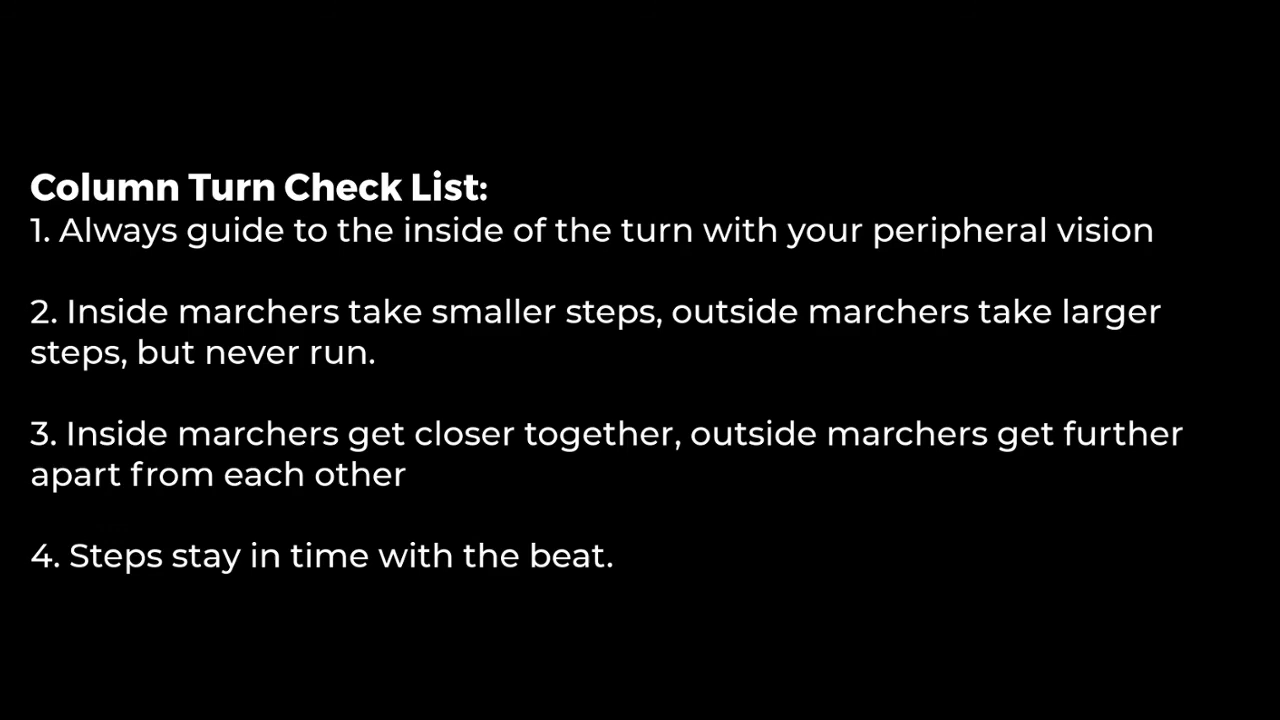 Column Turn Check List:
1. Always guide to the inside of the turn with your peripheral vision
2. Inside marchers take smaller steps, outside marchers take larger
steps, but never run.
3. Inside marchers get closer together, outside marchers get further
apart from each other
4. Steps stay in time with the beat.